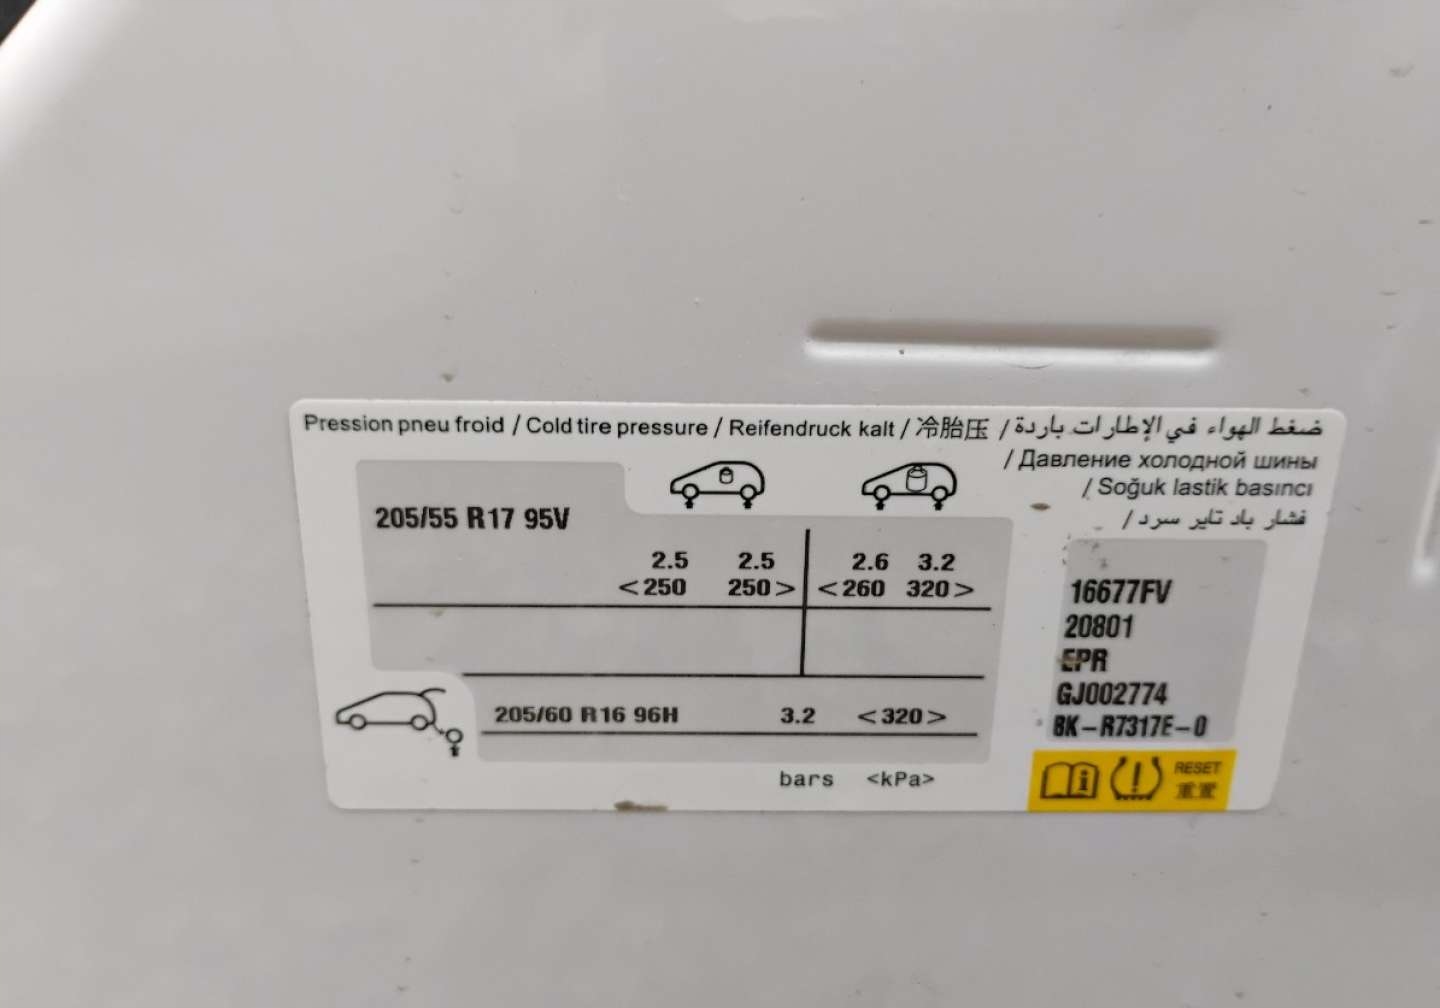 Pression pneu froid / Cold tire pressure / Reifendruck kalt / 冷胎压 / ضغط الهواء في الإطارات باردة
/ Давление холодной шины
/ Soğuk lastik basıncı
/ فشار باد تایر سرد
205/55 R17 95V
2.5 2.5 2.6 3.2
<250 250> <260 320>
205/60 R16 96H 3.2 <320>
bars <kPa>
16677FV
20801
EPR
GJ002774
8K-R7317E-0
RESET
重置